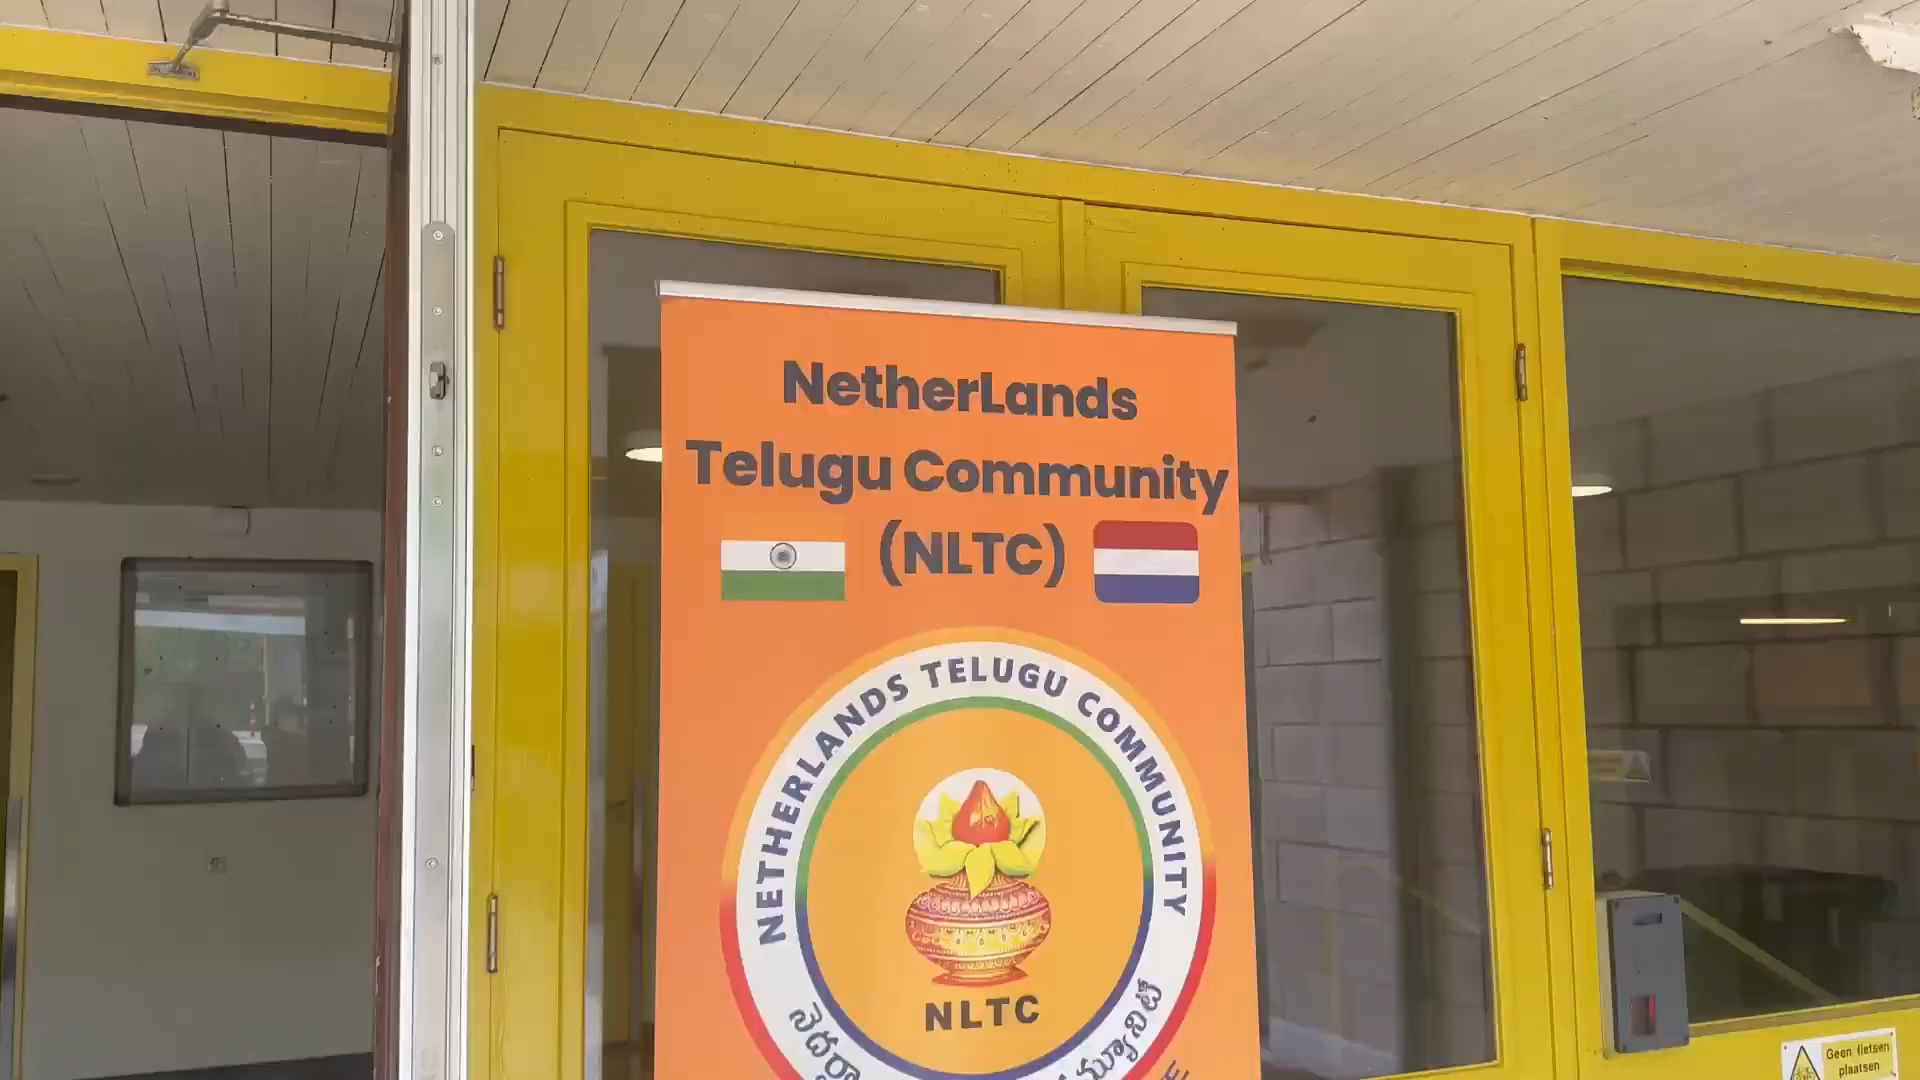 NetherLands
Telugu Community
(NLTC)
NETHERLANDS TELUGU COMMUNITY
NLTC
Geen fietsen
plaatsen